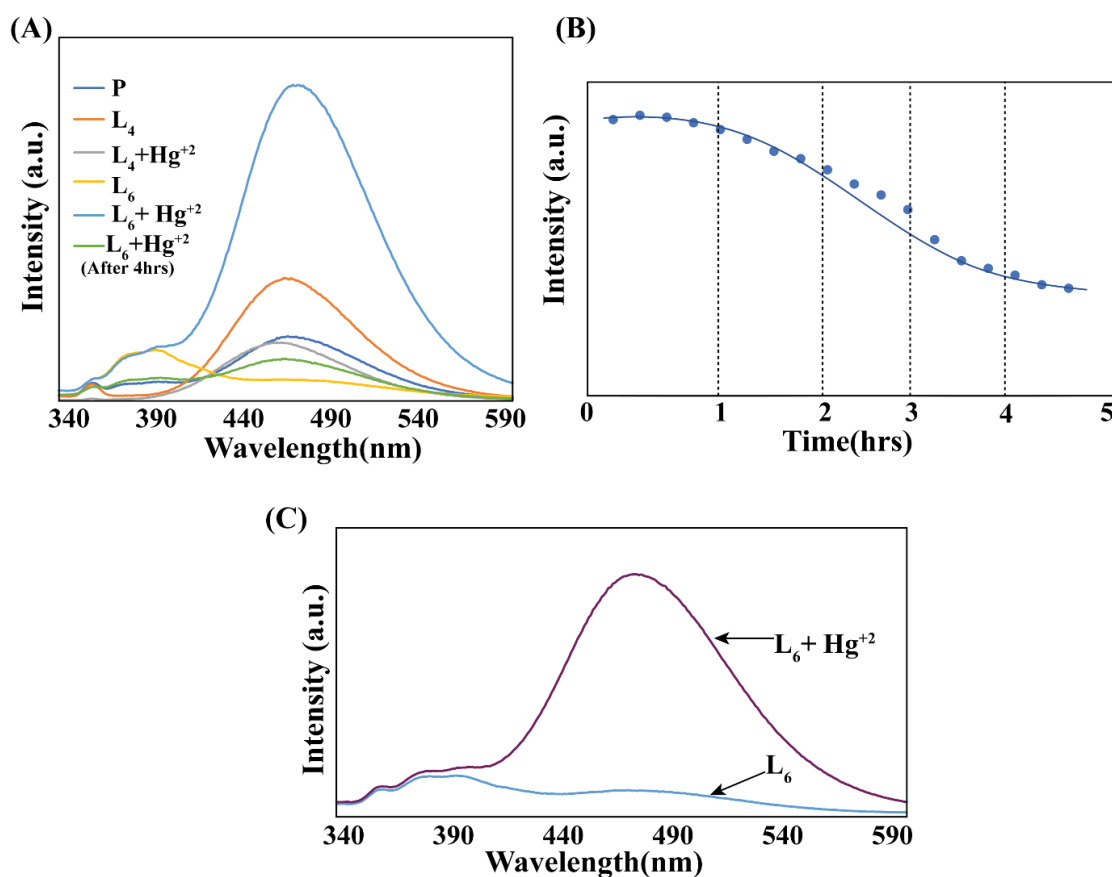 (A)
Intensity (a.u.)
P
L₄
L₄+Hg⁺²
L₆
L₆+ Hg⁺²
L₆+Hg⁺²
(After 4hrs)
340 390 440 490 540 590
Wavelength(nm)
(B)
Intensity (a.u.)
0 1 2 3 4 5
Time(hrs)
(C)
Intensity (a.u.)
L₆+ Hg⁺²
L₆
340 390 440 490 540 590
Wavelength(nm)